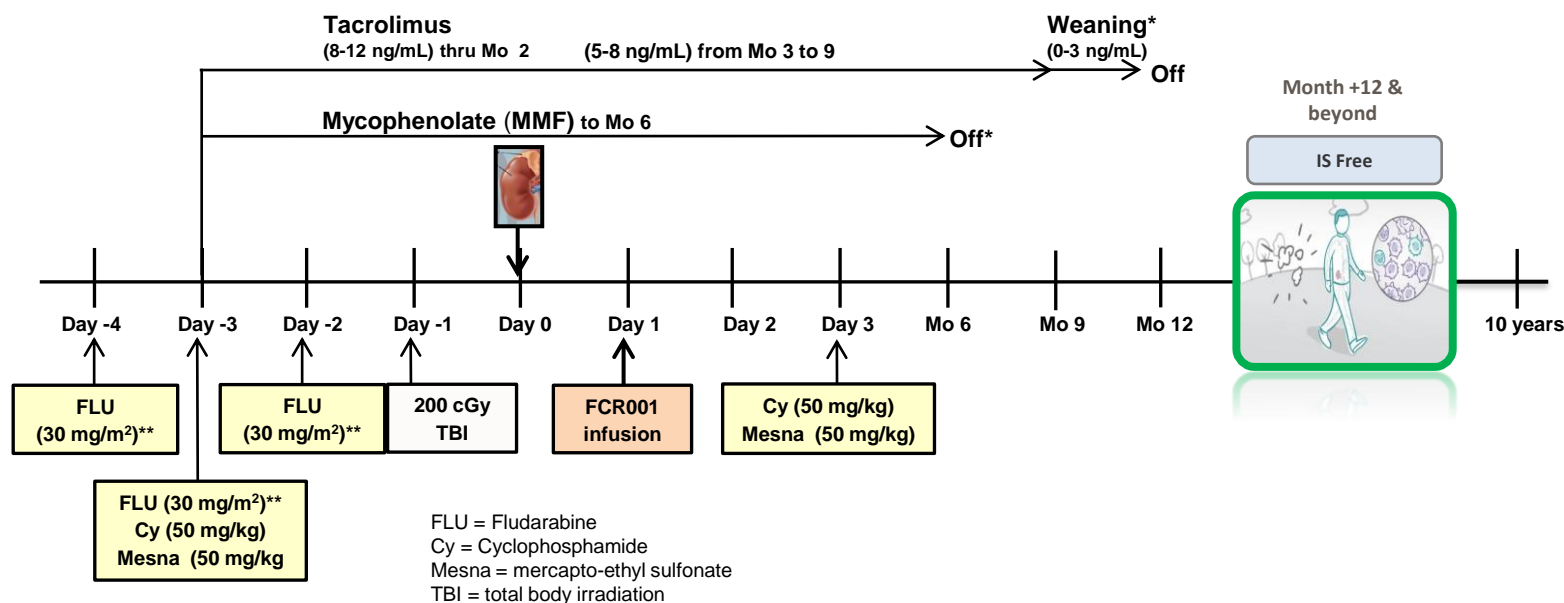 Tacrolimus
(8-12 ng/mL) thru Mo 2
(5-8 ng/mL) from Mo 3 to 9
Weaning*
(0-3 ng/mL)
Off
Mycophenolate (MMF) to Mo 6
Off*
Month +12 &
beyond
IS Free
Day -4
Day -3
Day -2
Day -1
Day 0
Day 1
Day 2
Day 3
Mo 6
Mo 9
Mo 12
10 years
FLU
(30 mg/m²)**
FLU
(30 mg/m²)**
200 cGy
TBI
FCR001
infusion
Cy (50 mg/kg)
Mesna (50 mg/kg)
FLU (30 mg/m²)**
Cy (50 mg/kg)
Mesna (50 mg/kg
FLU = Fludarabine
Cy = Cyclophosphamide
Mesna = mercapto-ethyl sulfonate
TBI = total body irradiation